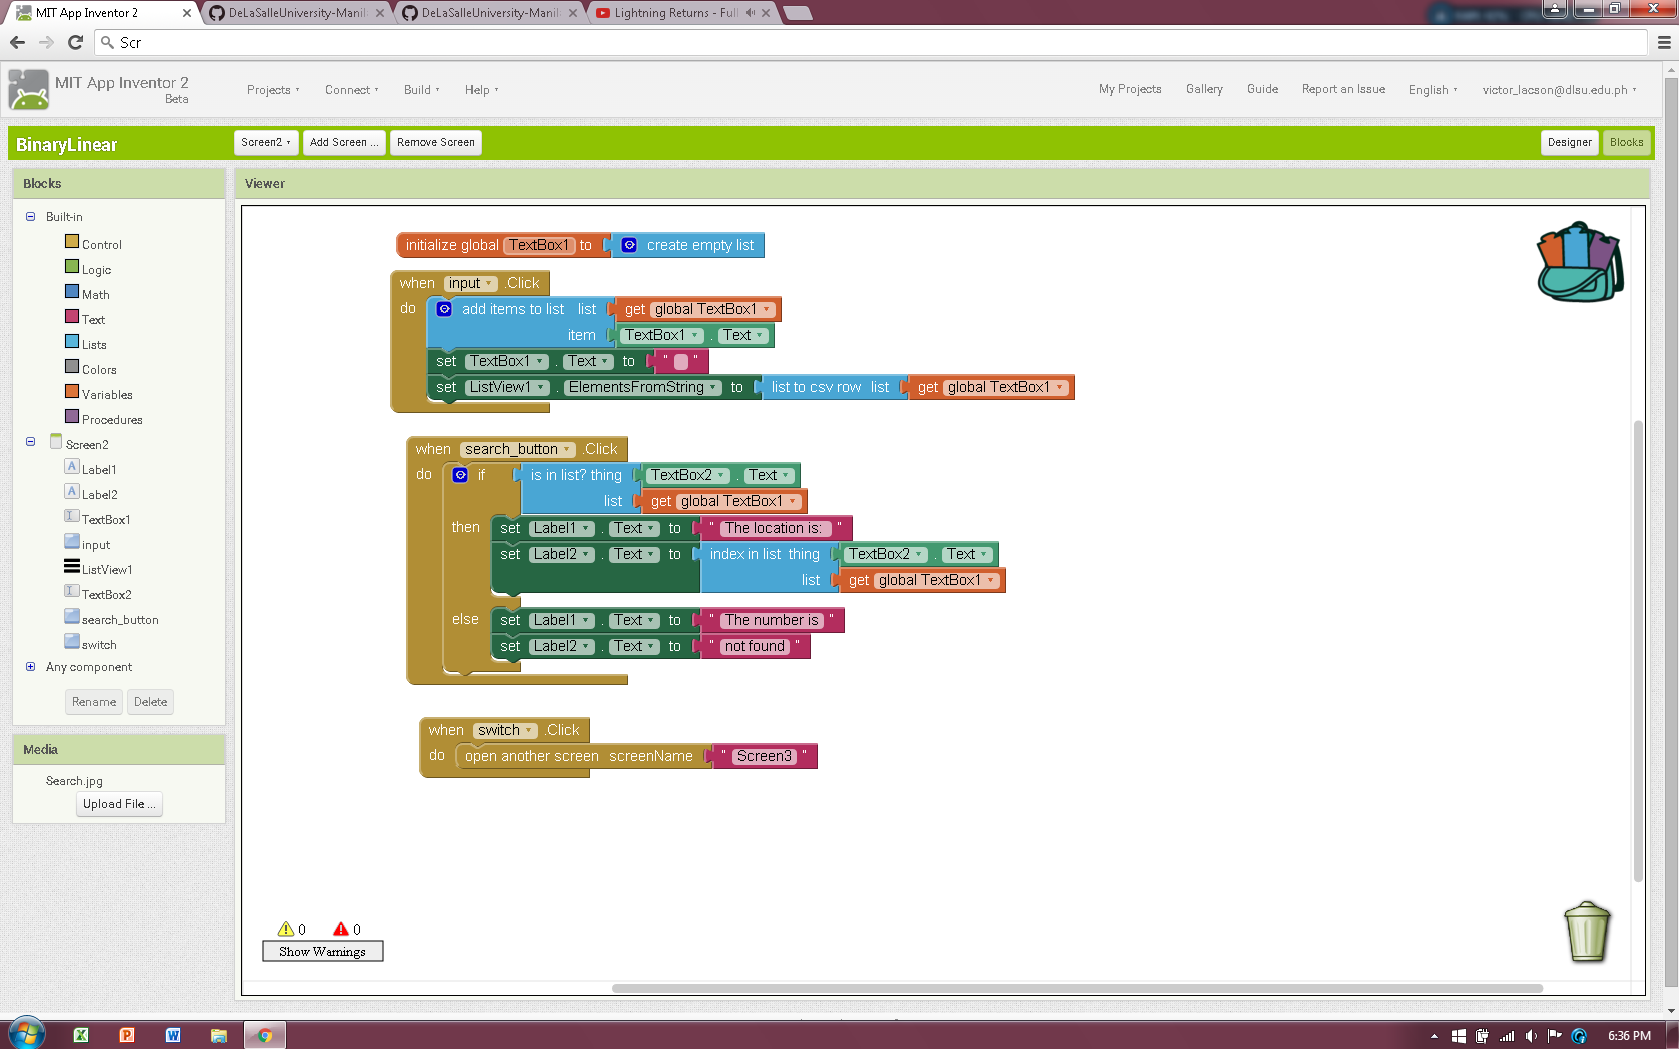 MIT App Inventor 2
DeLaSalleUniversity-Manil
DeLaSalleUniversity-Manil
Lightning Returns - Full
Scr
MIT App Inventor 2
Beta
Projects
Connect
Build
Help
My Projects
Gallery
Guide
Report an Issue
English
victor_lacson@dlsu.edu.ph
BinaryLinear
Screen2
Add Screen ...
Remove Screen
Designer
Blocks
Blocks
Built-in
Control
Logic
Math
Text
Lists
Colors
Variables
Procedures
Screen2
Label1
Label2
TextBox1
input
ListView1
TextBox2
search_button
switch
Any component
Rename
Delete
Media
Search.jpg
Upload File ...
Viewer
initialize global TextBox1 to create empty list
when input .Click
do add items to list list get global TextBox1
item TextBox1 . Text
set TextBox1 . Text to " "
set ListView1 . ElementsFromString to list to csv row list get global TextBox1
when search_button .Click
do if is in list? thing TextBox2 . Text
list get global TextBox1
then set Label1 . Text to " The location is: "
set Label2 . Text to index in list thing TextBox2 . Text
list get global TextBox1
else set Label1 . Text to " The number is "
set Label2 . Text to " not found "
when switch .Click
do open another screen screenName " Screen3 "
0 0
Show Warnings
6:36 PM